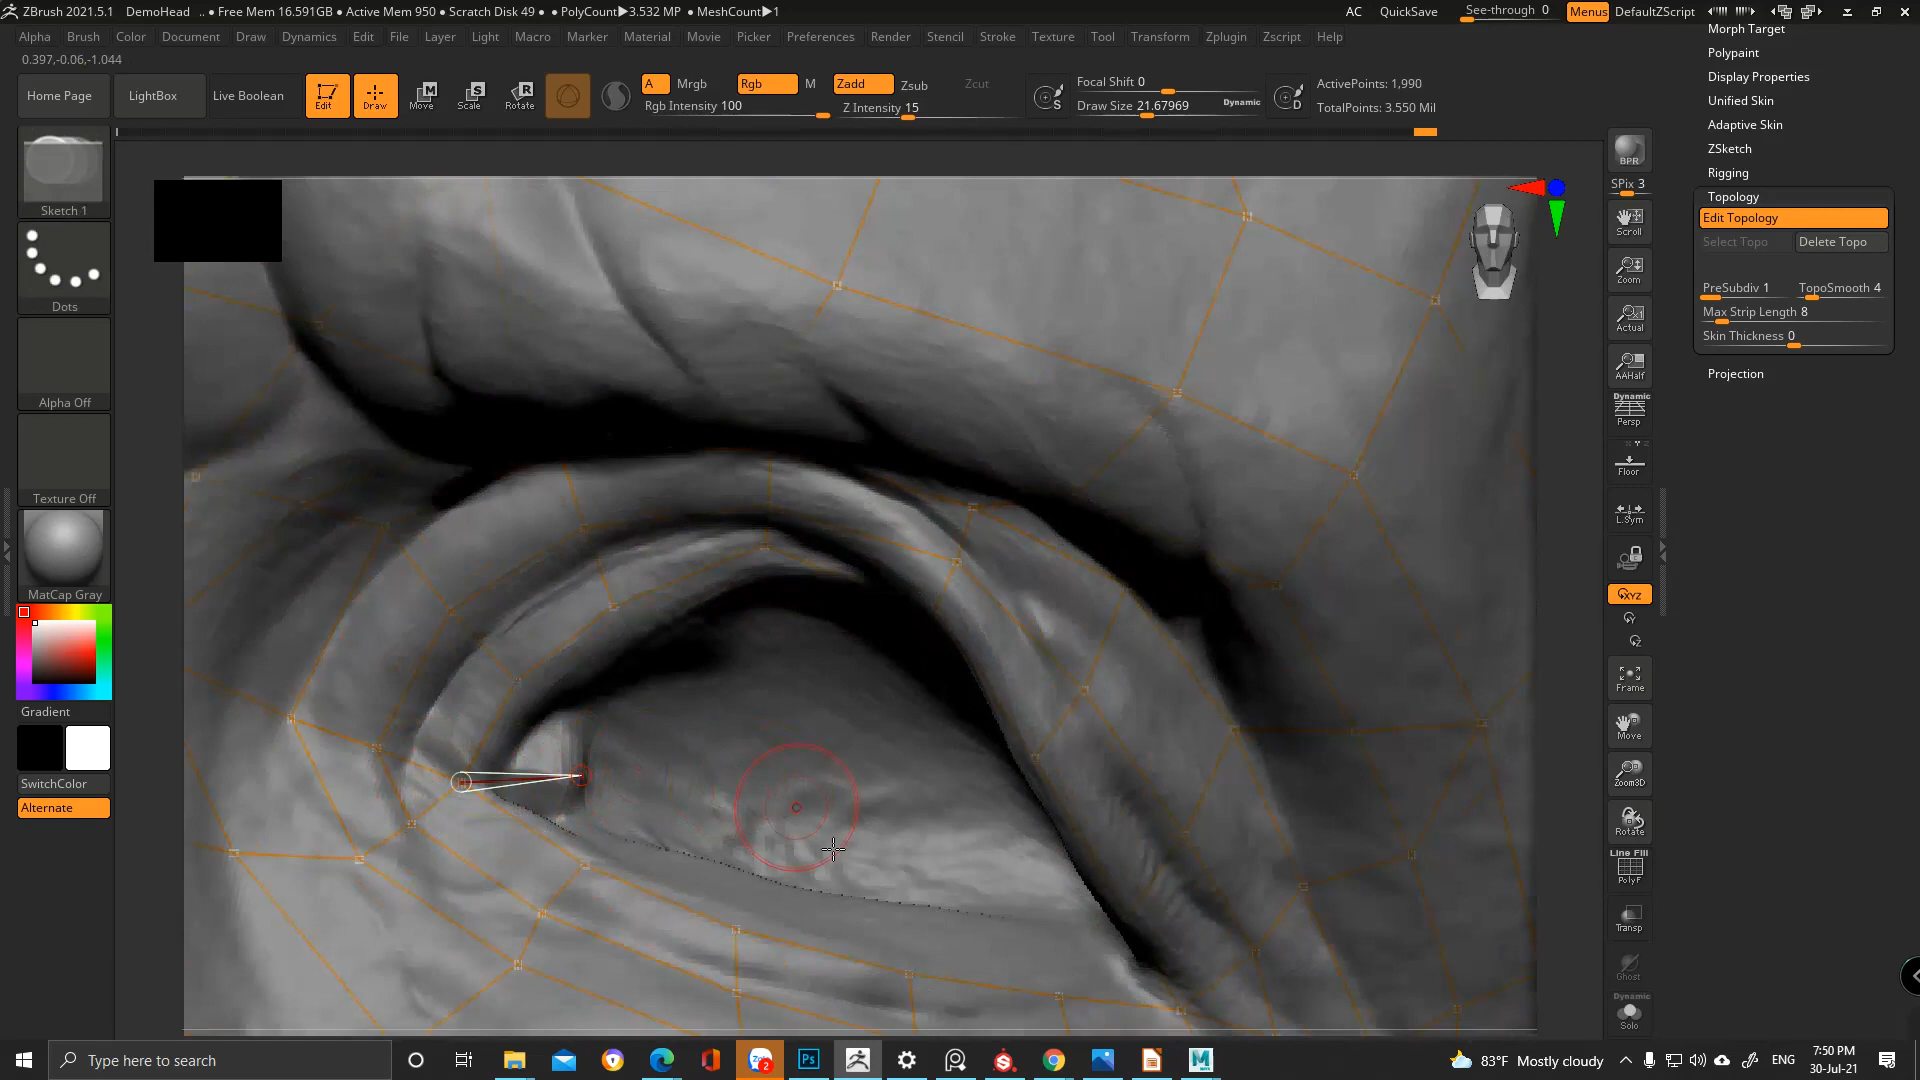 ZBrush 2021.5.1 DemoHead .. • Free Mem 16.591GB • Active Mem 950 • Scratch Disk 49 • PolyCount▶3.532 MP • MeshCount▶1 AC QuickSave See-through 0 Menus DefaultZScript
Alpha Brush Color Document Draw Dynamics Edit File Layer Light Macro Marker Material Movie Picker Preferences Render Stencil Stroke Texture Tool Transform Zplugin Zscript Help
0.397,-0.06,-1.044
Home Page LightBox Live Boolean Edit Draw Move Scale Rotate
A Mrgb Rgb M Zadd Zsub Zcut
Rgb Intensity 100 Z Intensity 15
S Focal Shift 0
Draw Size 21.67969 Dynamic D
ActivePoints: 1,990
TotalPoints: 3.550 Mil
Sketch 1
Dots
Alpha Off
Texture Off
MatCap Gray
Gradient
SwitchColor
Alternate
BPR
SPix 3
Scroll
Zoom
Actual
AAHalf
Dynamic
Persp
Floor
L.Sym
XYZ
Y
Z
Frame
Move
Zoom3D
Rotate
Line Fill
PolyF
Transp
Ghost
Dynamic
Solo
Morph Target
Polypaint
Display Properties
Unified Skin
Adaptive Skin
ZSketch
Rigging
Topology
Edit Topology
Select Topo Delete Topo
PreSubdiv 1 TopoSmooth 4
Max Strip Length 8
Skin Thickness 0
Projection
Type here to search
2
Ps
83°F Mostly cloudy
ENG
7:50 PM
30-Jul-21